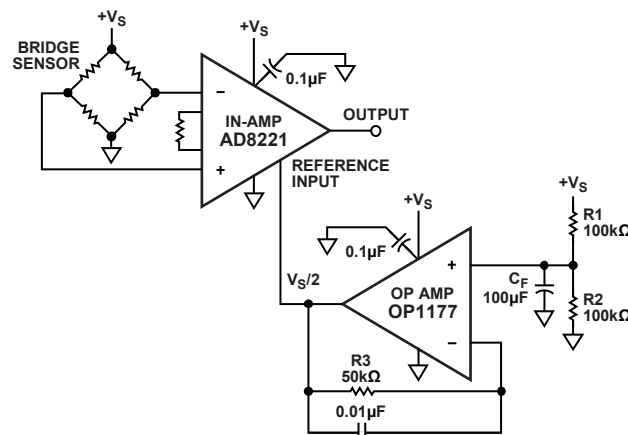 +VS
BRIDGE
SENSOR
+VS
0.1µF
–
IN-AMP
AD8221
+
OUTPUT
REFERENCE
INPUT
+VS
R1
100kΩ
+VS
0.1µF
VS/2
+
OP AMP
OP1177
–
CF
100µF
R2
100kΩ
R3
50kΩ
0.01µF